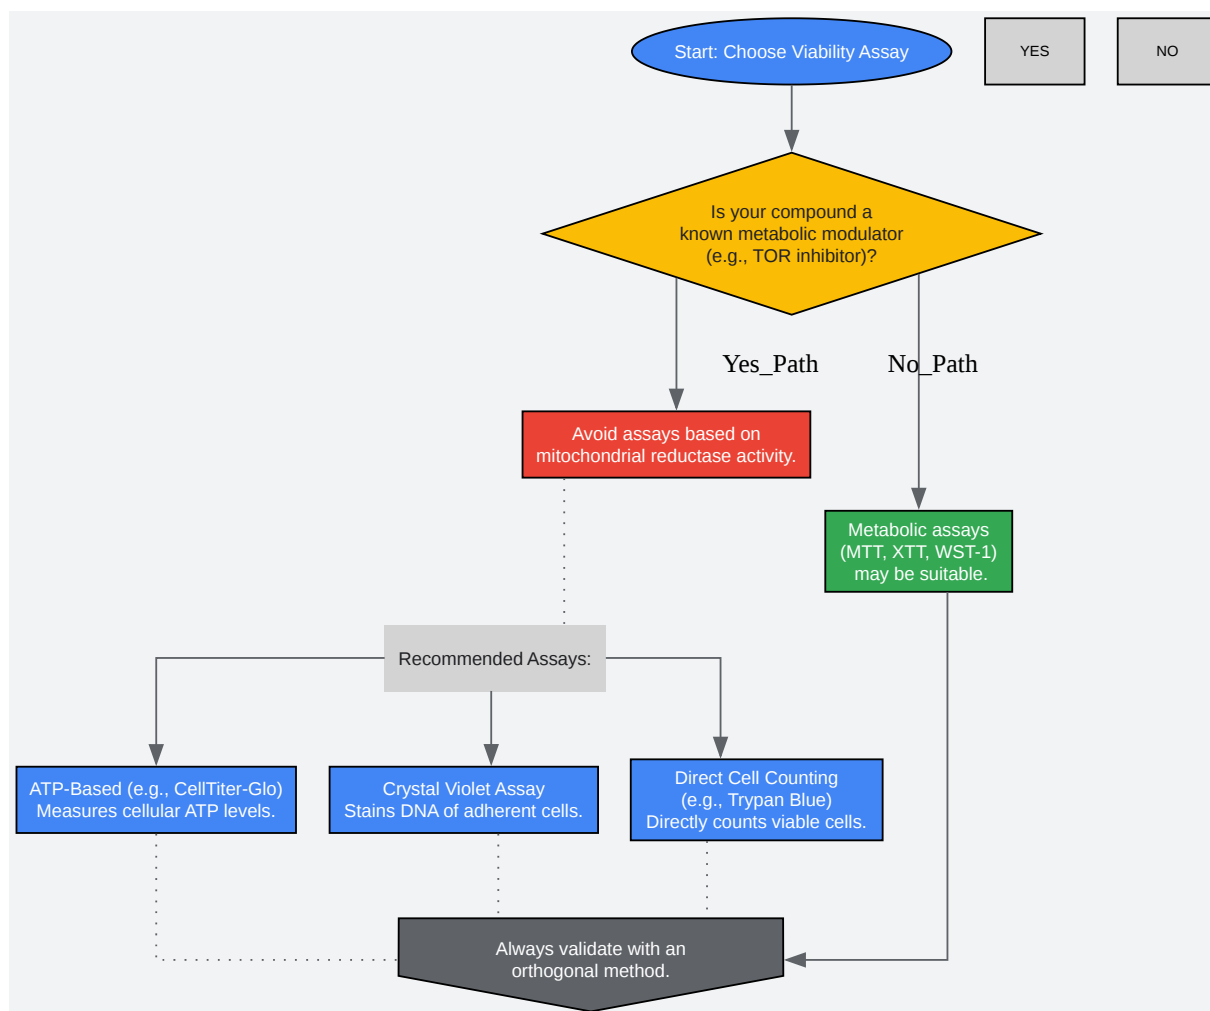 Start: Choose Viability Assay
YES
NO
Is your compound a
known metabolic modulator
(e.g., TOR inhibitor)?
Yes_Path
No_Path
Avoid assays based on
mitochondrial reductase activity.
Metabolic assays
(MTT, XTT, WST-1)
may be suitable.
Recommended Assays:
ATP-Based (e.g., CellTiter-Glo)
Measures cellular ATP levels.
Crystal Violet Assay
Stains DNA of adherent cells.
Direct Cell Counting
(e.g., Trypan Blue)
Directly counts viable cells.
Always validate with an
orthogonal method.